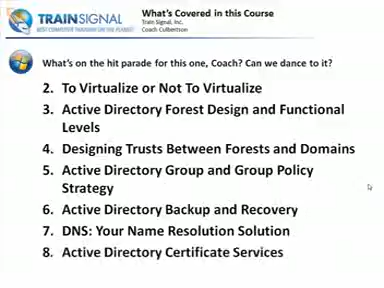 TRAINSIGNAL
BEST COMPUTER TRAINING ON THE PLANET!
What's Covered in this Course
Train Signal, Inc.
Coach Culbertson
What's on the hit parade for this one, Coach? Can we dance to it?
2. To Virtualize or Not To Virtualize
3. Active Directory Forest Design and Functional
Levels
4. Designing Trusts Between Forests and Domains
5. Active Directory Group and Group Policy
Strategy
6. Active Directory Backup and Recovery
7. DNS: Your Name Resolution Solution
8. Active Directory Certificate Services